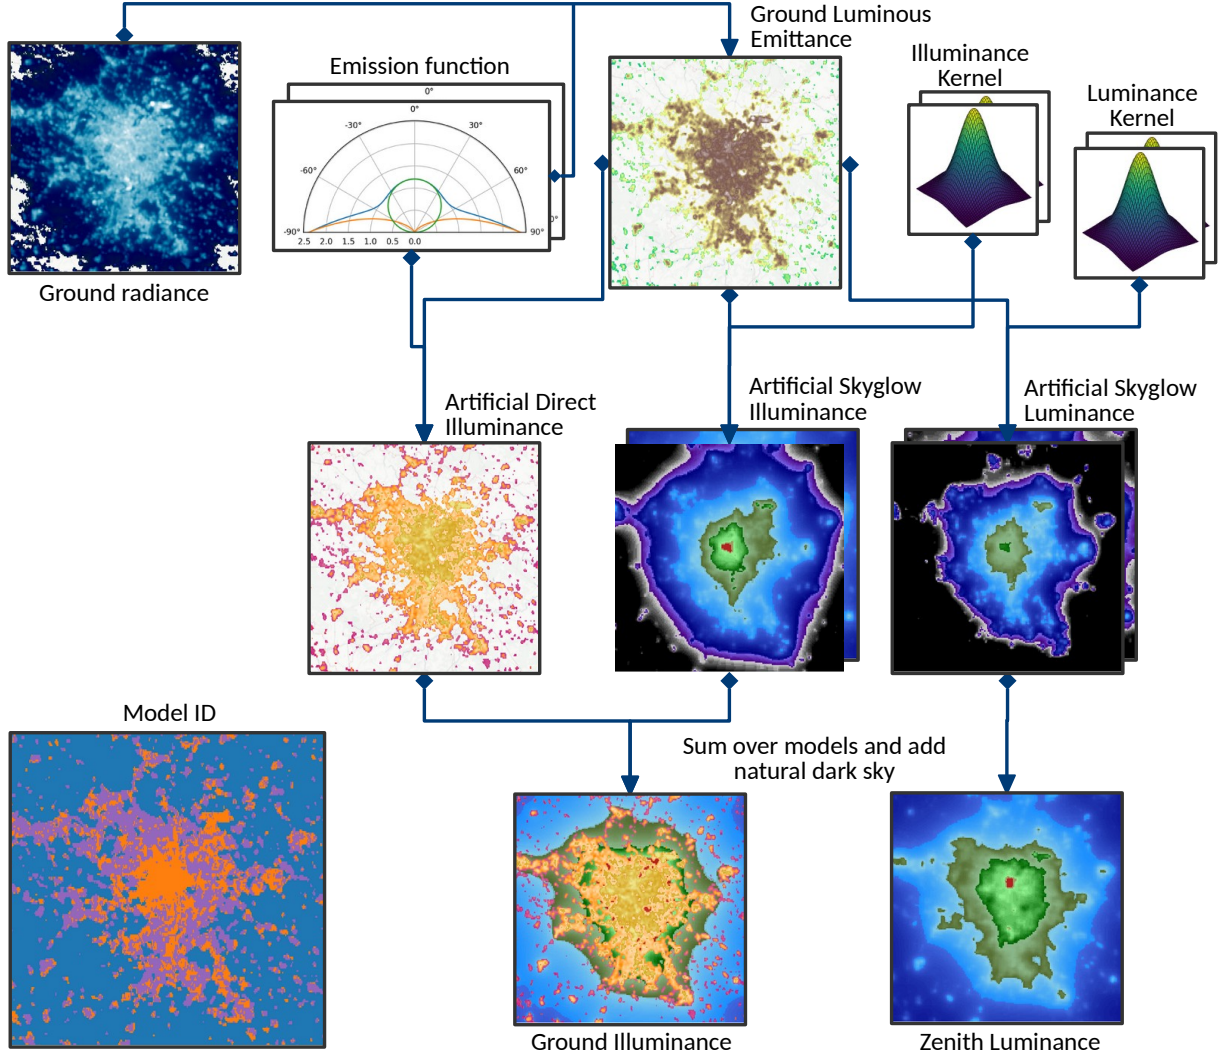 Ground Luminous
Emittance
Illuminance
Kernel
Luminance
Kernel
Emission function
0°
0°
-30°
30°
-60°
60°
-90°
90°
0°
2.5 2.0 1.5 1.0 0.5 0.0
Ground radiance
Artificial Direct
Illuminance
Artificial Skyglow
Illuminance
Artificial Skyglow
Luminance
Model ID
Sum over models and add
natural dark sky
Ground Illuminance
Zenith Luminance